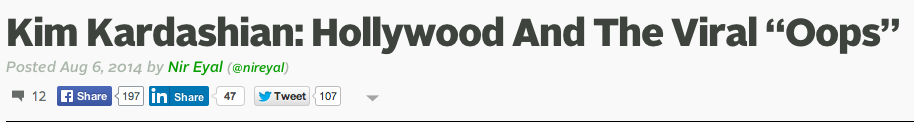 Kim Kardashian: Hollywood And The Viral “Oops”
Posted Aug 6, 2014 by Nir Eyal (@nireyal)
12 f Share 197 in Share 47 Tweet 107